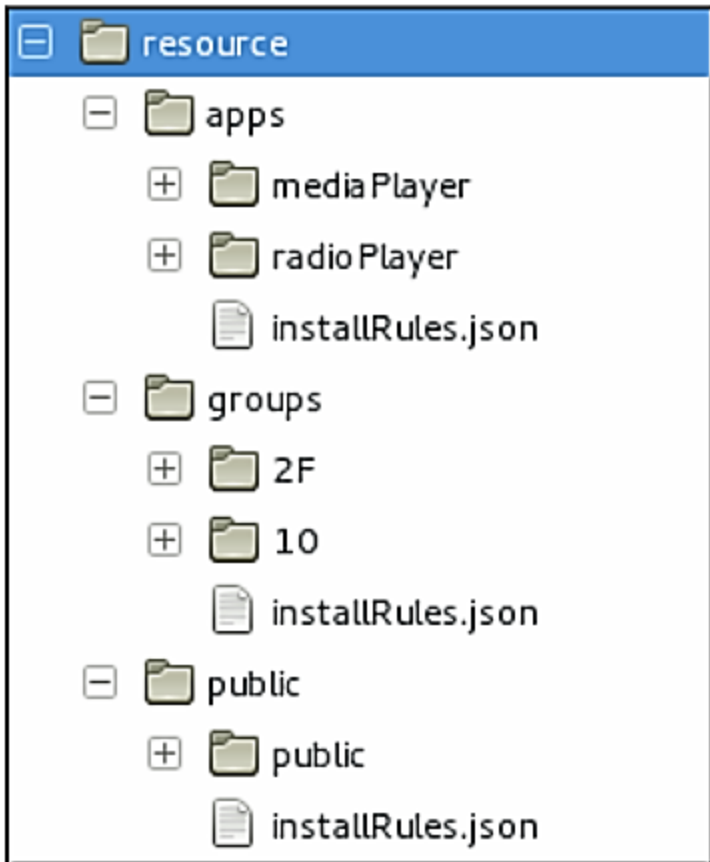 resource
apps
mediaPlayer
radioPlayer
installRules.json
groups
2F
10
installRules.json
public
public
installRules.json